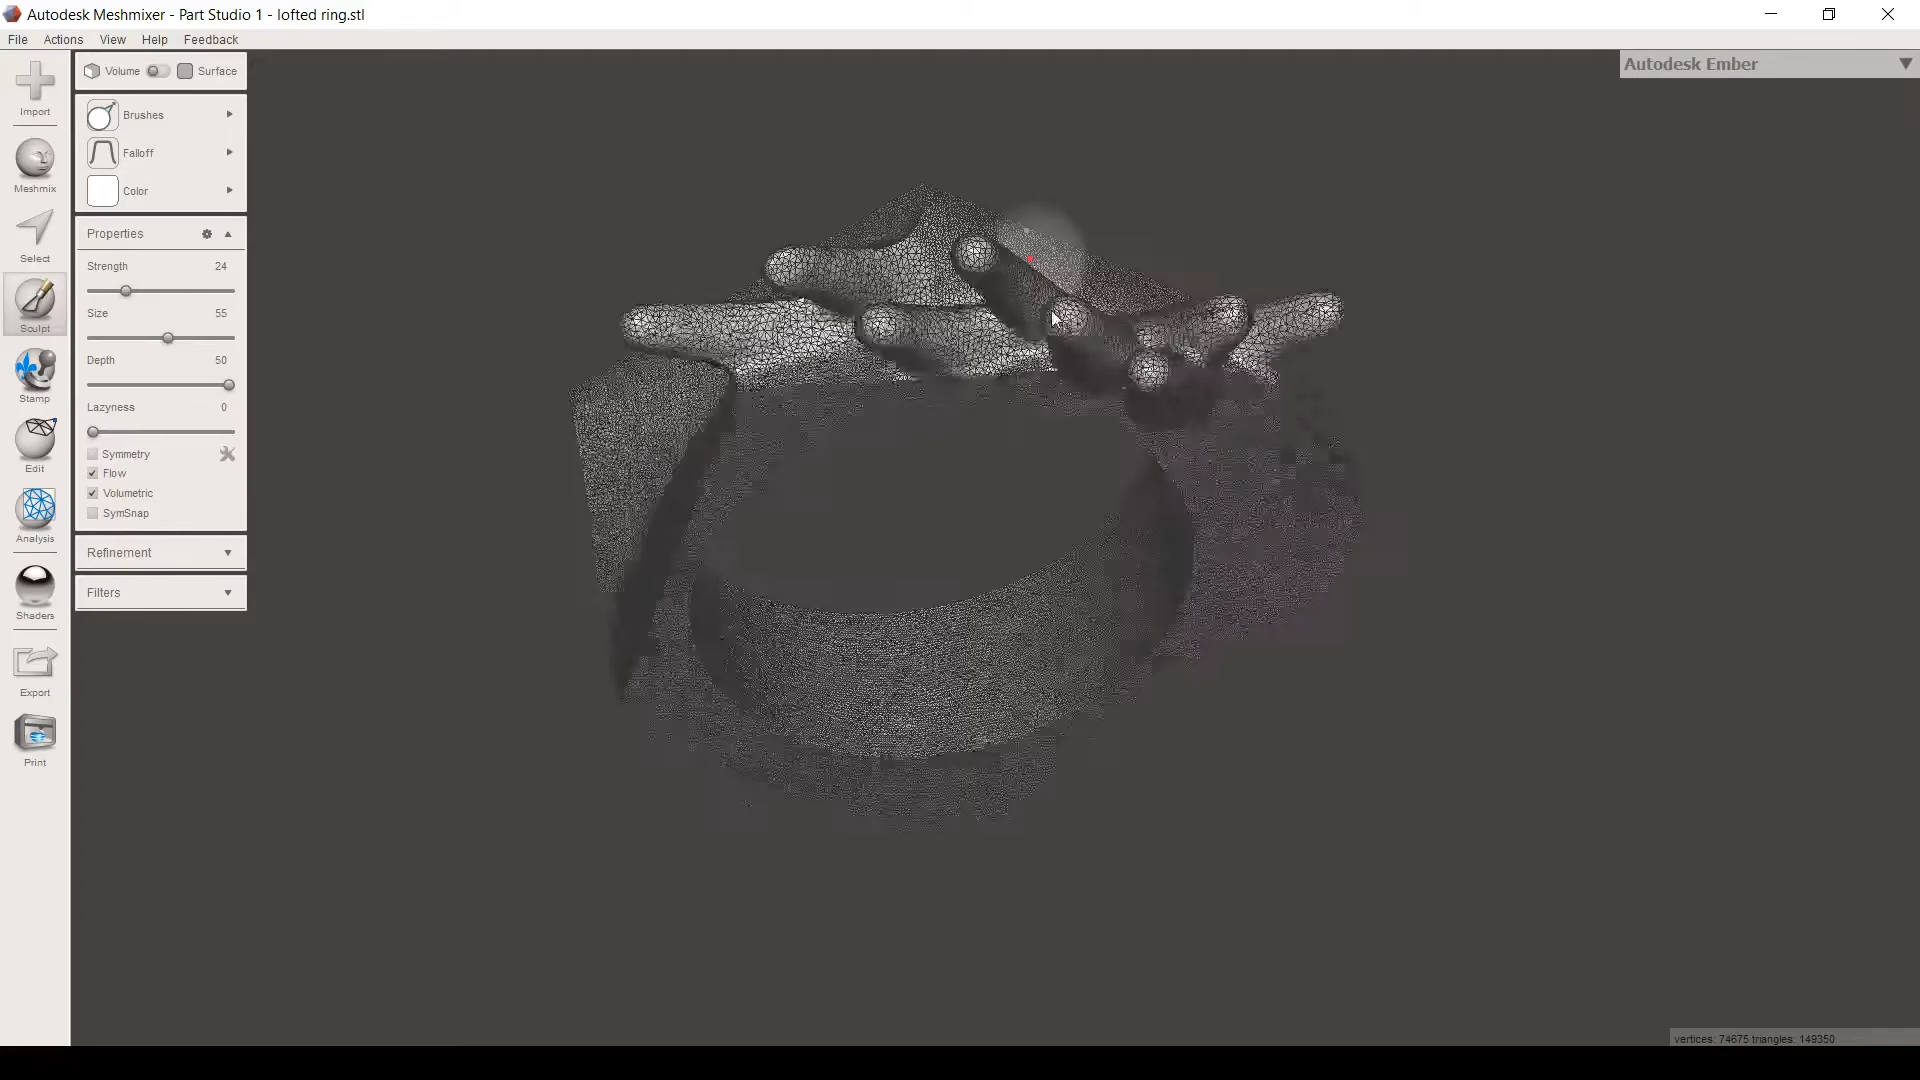 Autodesk Meshmixer - Part Studio 1 - lofted ring.stl
File Actions View Help Feedback
Import
Meshmix
Select
Sculpt
Stamp
Edit
Analysis
Shaders
Export
Print
Volume Surface
Brushes
Falloff
Color
Properties
Strength 24
Size 55
Depth 50
Lazyness 0
Symmetry
Flow
Volumetric
SymSnap
Refinement
Filters
Autodesk Ember
vertices: 74675 triangles: 149350